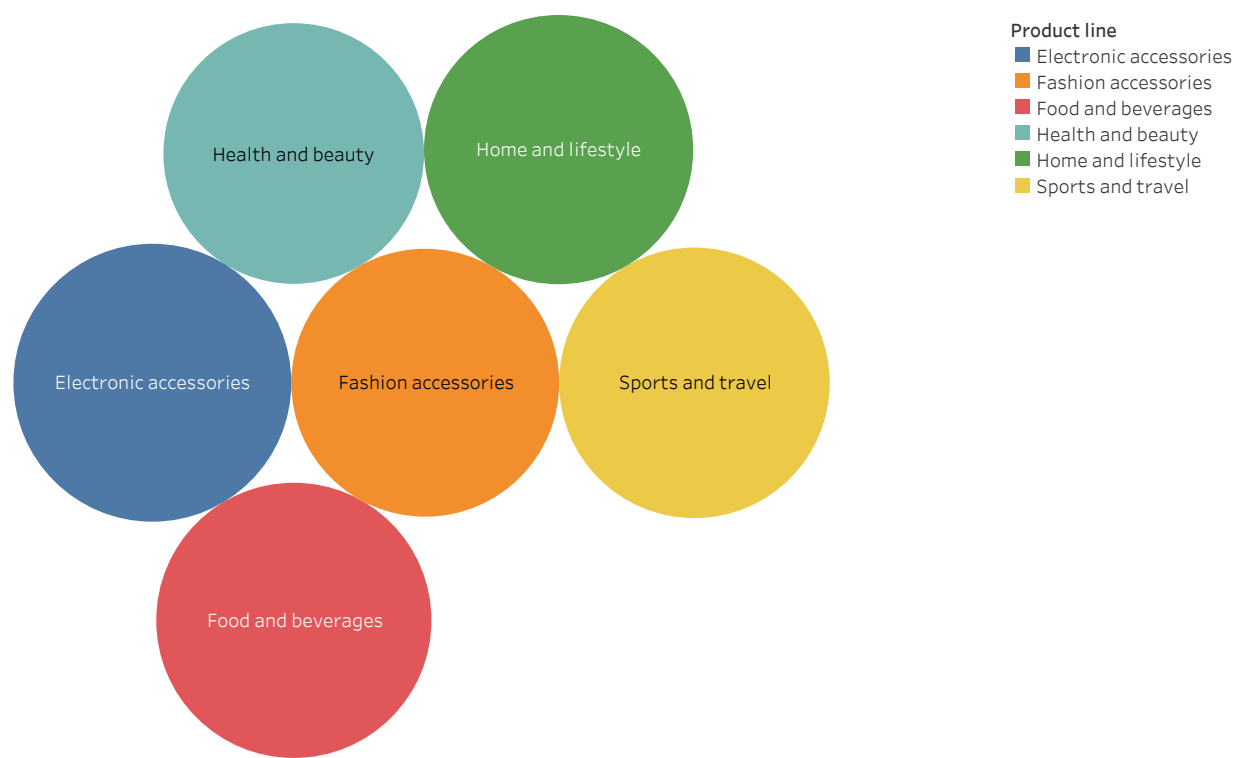 Health and beauty
Home and lifestyle
Electronic accessories
Fashion accessories
Sports and travel
Food and beverages
Product line
Electronic accessories
Fashion accessories
Food and beverages
Health and beauty
Home and lifestyle
Sports and travel